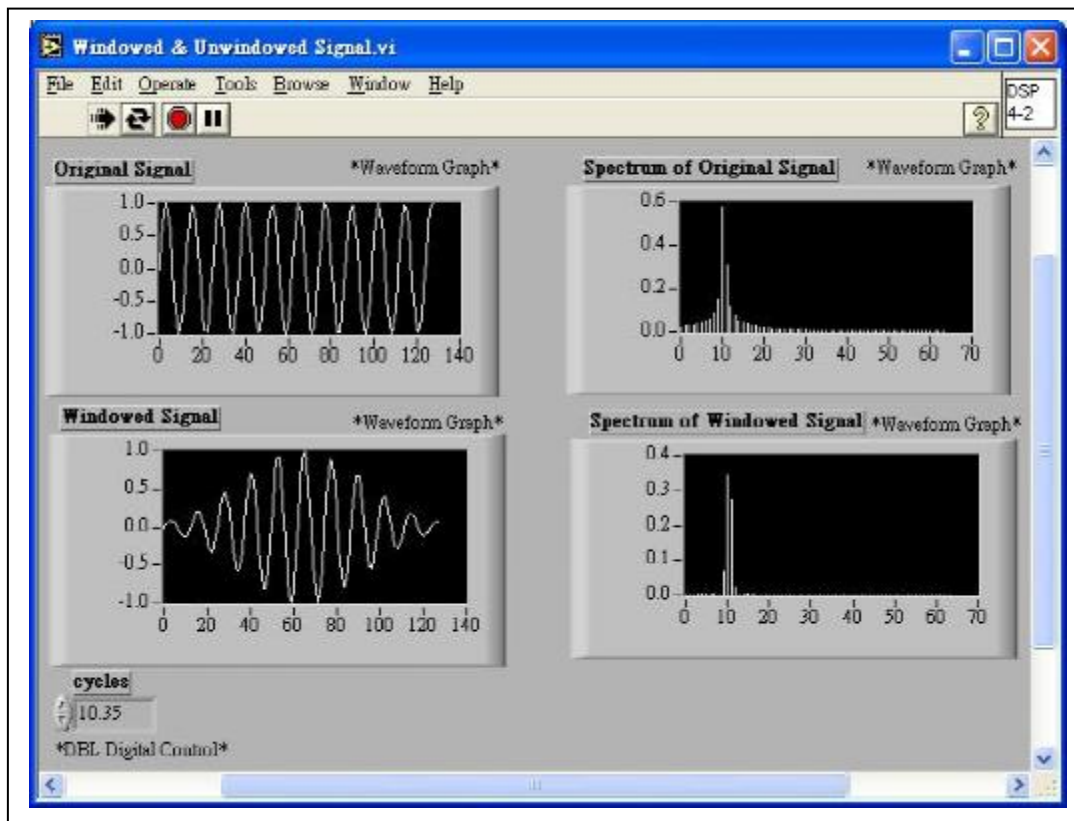 Windowed & Unwindowed Signal.vi
File Edit Operate Tools Browse Window Help
DSP
4-2
Original Signal *Waveform Graph*
1.0
0.5
0.0
-0.5
-1.0
0 20 40 60 80 100 120 140
Spectrum of Original Signal *Waveform Graph*
0.6
0.4
0.2
0.0
0 10 20 30 40 50 60 70
Windowed Signal *Waveform Graph*
1.0
0.5
0.0
-0.5
-1.0
0 20 40 60 80 100 120 140
Spectrum of Windowed Signal *Waveform Graph*
0.4
0.3
0.2
0.1
0.0
0 10 20 30 40 50 60 70
cycles
10.35
*DBL Digital Control*